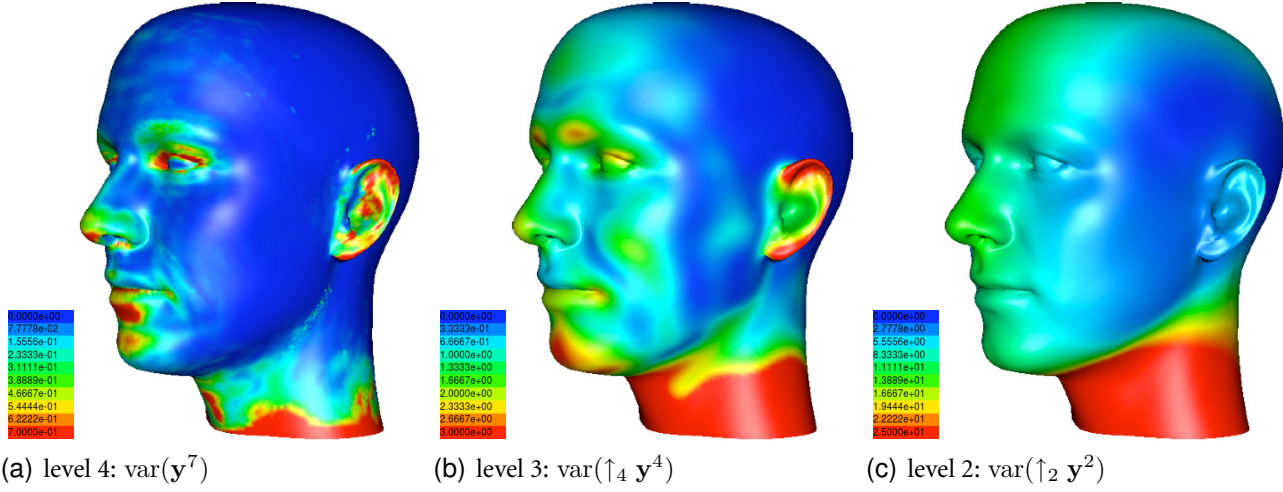 0.0000e+00
7.7778e-02
1.5556e-01
2.3333e-01
3.1111e-01
3.8889e-01
4.6667e-01
5.4444e-01
6.2222e-01
7.0000e-01
0.0000e+00
3.3333e-01
6.6667e-01
1.0000e+00
1.3333e+00
1.6667e+00
2.0000e+00
2.3333e+00
2.6667e+00
3.0000e+00
0.0000e+00
2.7778e+00
5.5556e+00
8.3333e+00
1.1111e+01
1.3889e+01
1.6667e+01
1.9444e+01
2.2222e+01
2.5000e+01
(a) level 4: var(y⁷)
(b) level 3: var(↑₄ y⁴)
(c) level 2: var(↑₂ y²)